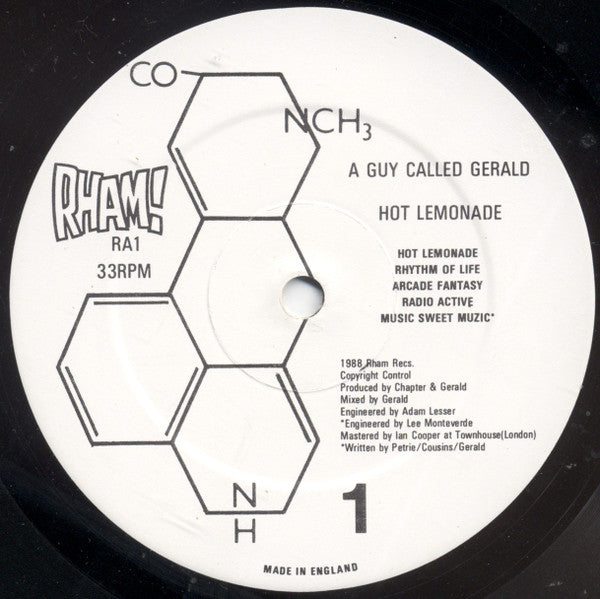 CO
NCH₃
A GUY CALLED GERALD
RHAM!
RA1
33RPM
HOT LEMONADE
HOT LEMONADE
RHYTHM OF LIFE
ARCADE FANTASY
RADIO ACTIVE
MUSIC SWEET MUZIC*
1988 Rham Recs.
Copyright Control
Produced by Chapter & Gerald
Mixed by Gerald
Engineered by Adam Lesser
*Engineered by Lee Monteverde
Mastered by Ian Cooper at Townhouse(London)
*Written by Petrie/Cousins/Gerald
N
H
1
MADE IN ENGLAND